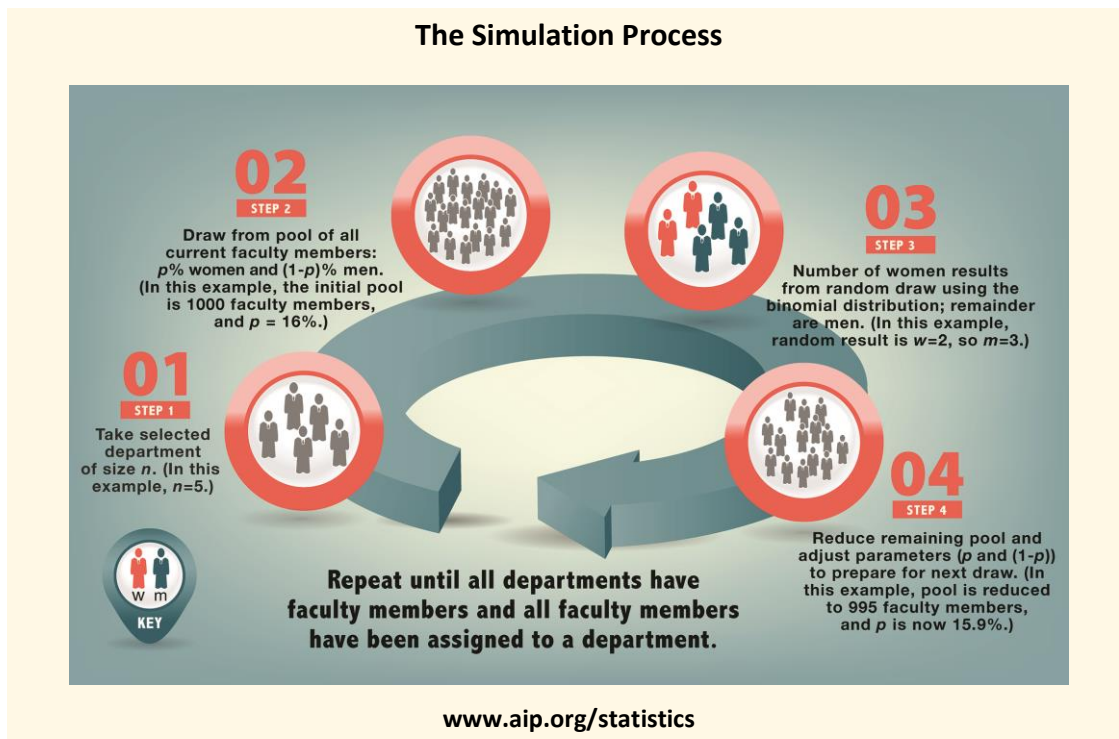 The Simulation Process
01
STEP 1
Take selected
department
of size n. (In this
example, n=5.)
02
STEP 2
Draw from pool of all
current faculty members:
p% women and (1-p)% men.
(In this example, the initial pool
is 1000 faculty members,
and p = 16%.)
03
STEP 3
Number of women results
from random draw using the
binomial distribution; remainder
are men. (In this example,
random result is w=2, so m=3.)
04
STEP 4
Reduce remaining pool and
adjust parameters (p and (1-p))
to prepare for next draw. (In
this example, pool is reduced
to 995 faculty members,
and p is now 15.9%.)
w m
KEY
Repeat until all departments have
faculty members and all faculty members
have been assigned to a department.
www.aip.org/statistics